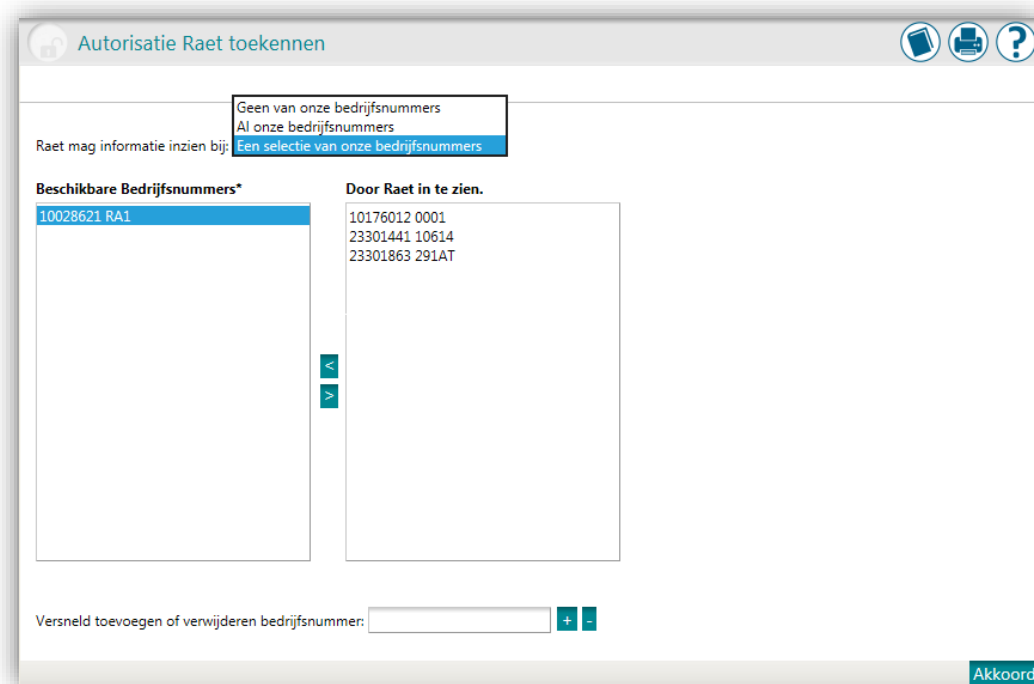 Autorisatie Raet toekennen
?
Geen van onze bedrijfsnummers
Al onze bedrijfsnummers
Raet mag informatie inzien bij: Een selectie van onze bedrijfsnummers
Beschikbare Bedrijfsnummers* Door Raet in te zien.
10028621 RA1
10176012 0001
23301441 10614
23301863 291AT
<
>
Versneld toevoegen of verwijderen bedrijfsnummer: + -
Akkoord